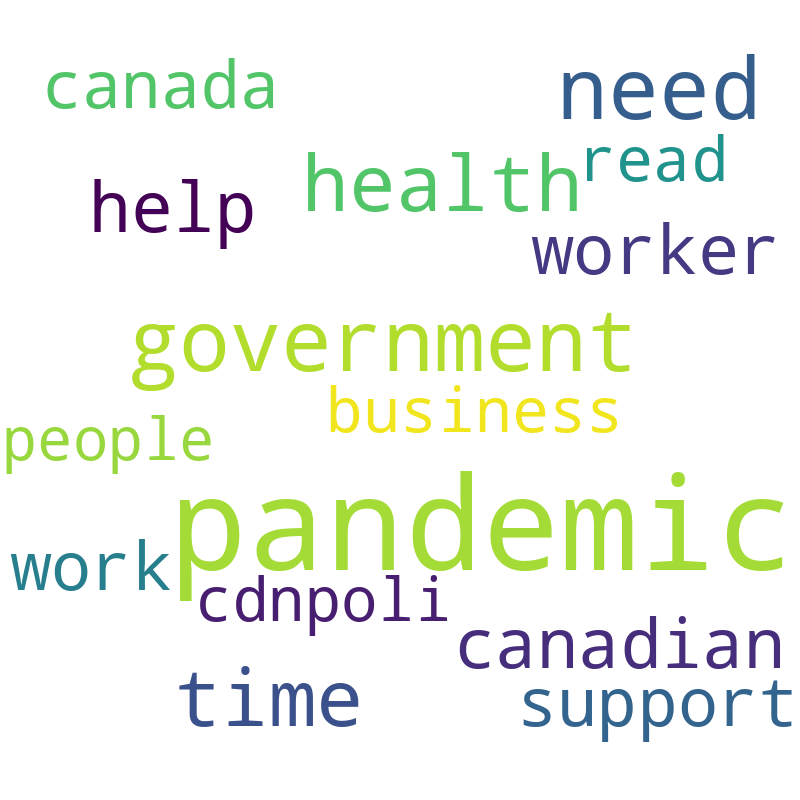 canada
need
read
health
help
worker
government
business
people
pandemic
work
cdnpoli
canadian
time
support